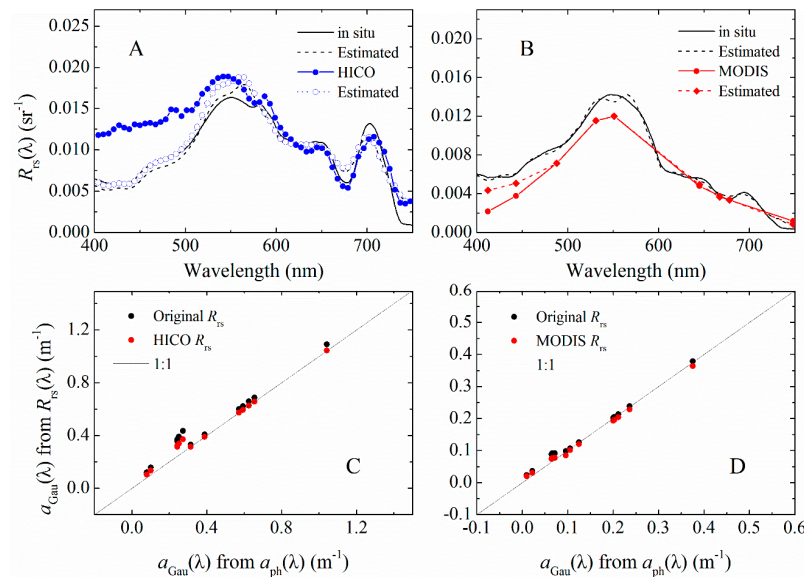 A
in situ
Estimated
HICO
Estimated
0.020
0.015
0.010
0.005
0.000
400
500
600
700
Rrs(λ) (sr-1)
Wavelength (nm)
B
in situ
Estimated
MODIS
Estimated
0.020
0.016
0.012
0.008
0.004
0.000
400
500
600
700
Wavelength (nm)
C
Original Rrs
HICO Rrs
1:1
1.2
0.8
0.4
0.0
0.0
0.4
0.8
1.2
aGau(λ) from Rrs(λ) (m-1)
aGau(λ) from aph(λ) (m-1)
D
Original Rrs
MODIS Rrs
1:1
0.6
0.5
0.4
0.3
0.2
0.1
0.0
-0.1
-0.1
0.0
0.1
0.2
0.3
0.4
0.5
0.6
aGau(λ) from aph(λ) (m-1)